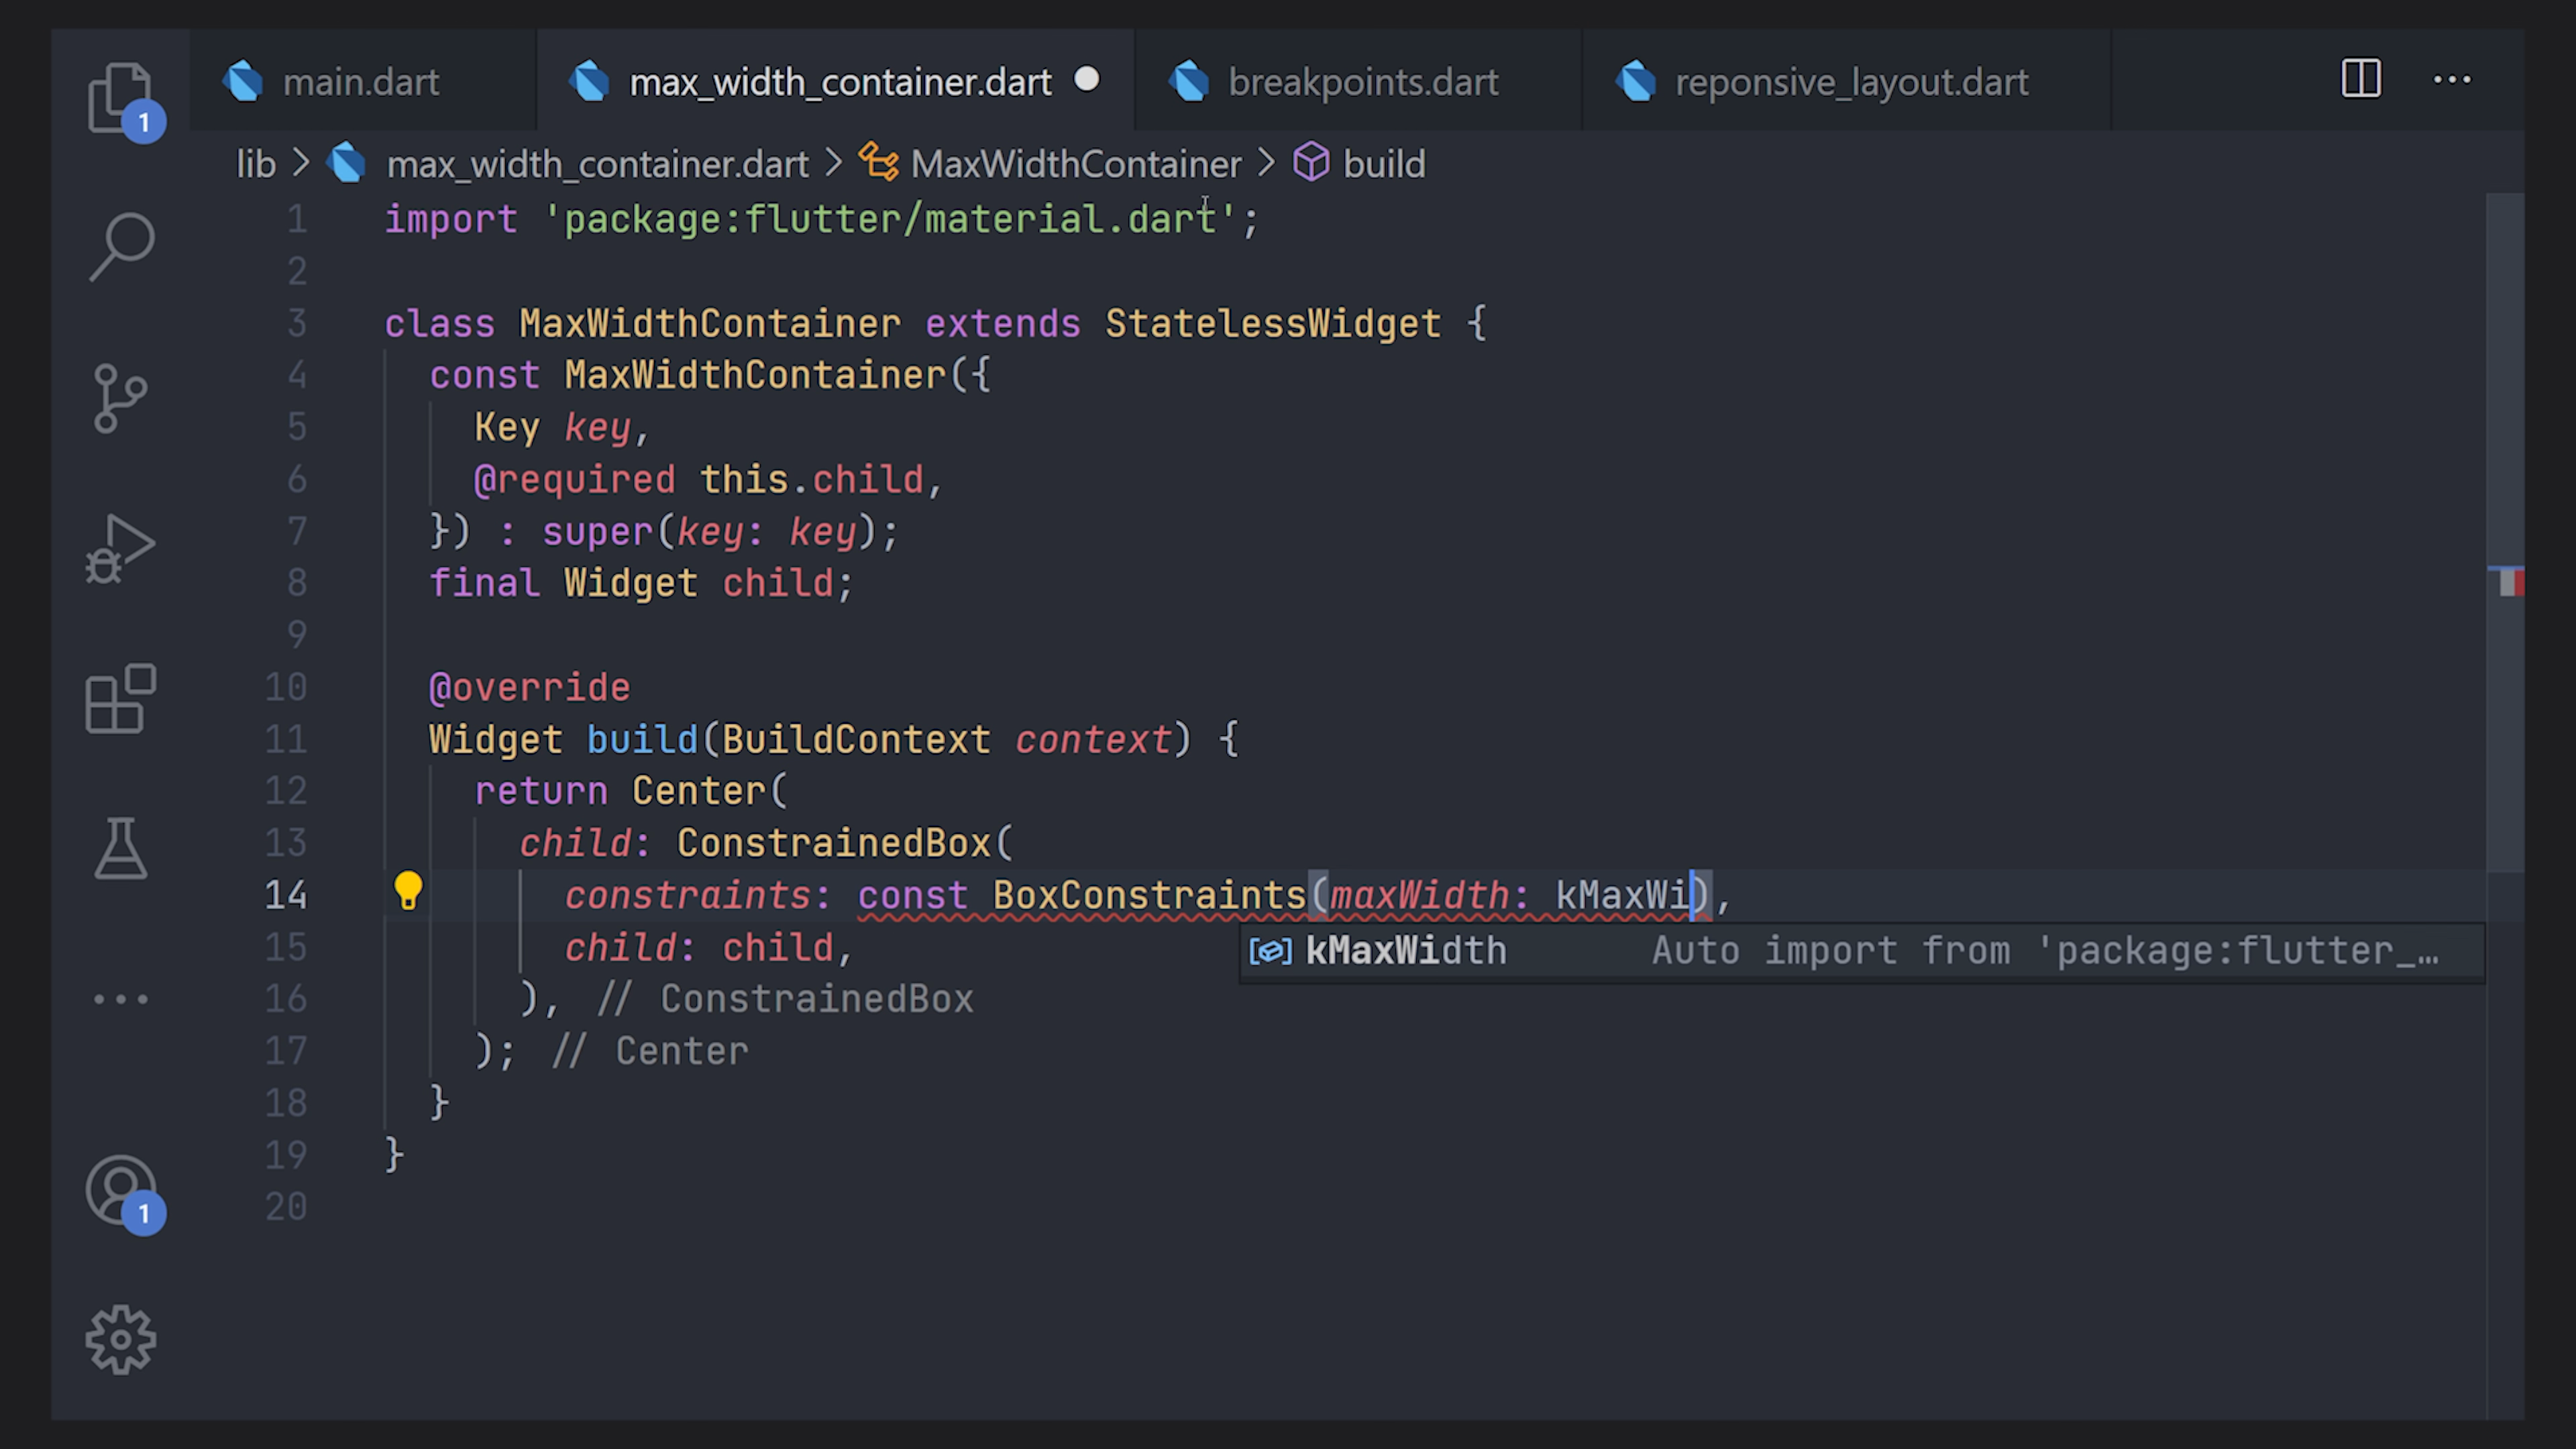 main.dart
max_width_container.dart
breakpoints.dart
reponsive_layout.dart
1
lib > max_width_container.dart > MaxWidthContainer > build
1 import 'package:flutter/material.dart';
2
3 class MaxWidthContainer extends StatelessWidget {
4 const MaxWidthContainer({
5 Key key,
6 @required this.child,
7 }) : super(key: key);
8 final Widget child;
9
10 @override
11 Widget build(BuildContext context) {
12 return Center(
13 child: ConstrainedBox(
14 constraints: const BoxConstraints(maxWidth: kMaxWi),
15 child: child,
kMaxWidth Auto import from 'package:flutter_…
16 ), // ConstrainedBox
17 ); // Center
18 }
19 }
20
1